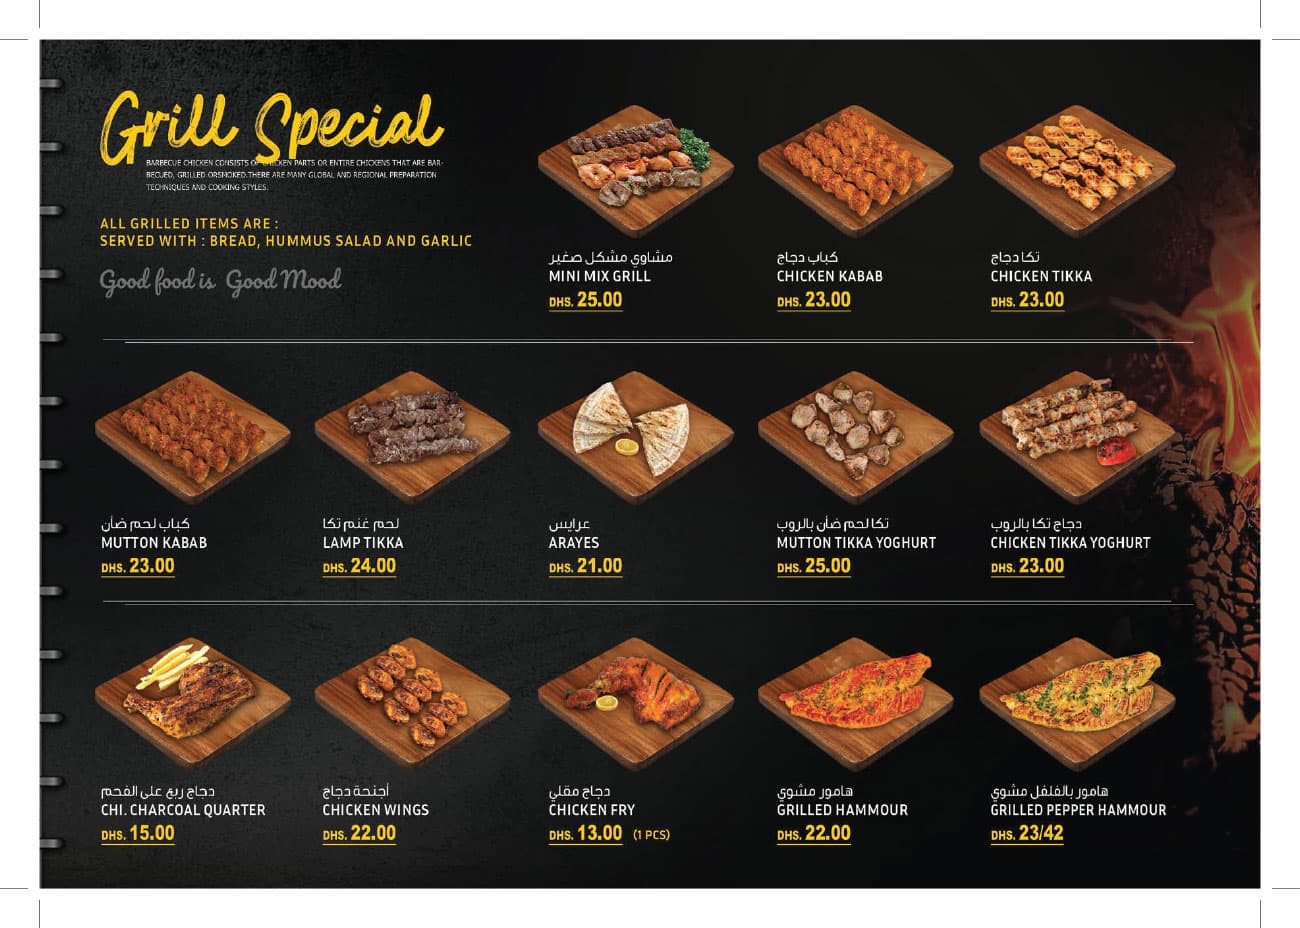 Grill Special
BARBECUE CHICKEN CONSISTS OF CHICKEN PARTS OR ENTIRE CHICKENS THAT ARE BAR-
BECUED, GRILLED ORSMOKED.THERE ARE MANY GLOBAL AND REGIONAL PREPARATION
TECHNIQUES AND COOKING STYLES.
ALL GRILLED ITEMS ARE :
SERVED WITH : BREAD, HUMMUS SALAD AND GARLIC
Good food is Good Mood
مشاوي مشكل صغير
MINI MIX GRILL
DHS. 25.00
كباب دجاج
CHICKEN KABAB
DHS. 23.00
تكا دجاج
CHICKEN TIKKA
DHS. 23.00
كباب لحم ضأن
MUTTON KABAB
DHS. 23.00
لحم غنم تكا
LAMP TIKKA
DHS. 24.00
عرايس
ARAYES
DHS. 21.00
تكا لحم ضأن بالروب
MUTTON TIKKA YOGHURT
DHS. 25.00
دجاج تكا بالروب
CHICKEN TIKKA YOGHURT
DHS. 23.00
دجاج ربع على الفحم
CHI. CHARCOAL QUARTER
DHS. 15.00
أجنحة دجاج
CHICKEN WINGS
DHS. 22.00
دجاج مقلي
CHICKEN FRY
DHS. 13.00 (1 PCS)
هامور مشوي
GRILLED HAMMOUR
DHS. 22.00
هامور بالفلفل مشوي
GRILLED PEPPER HAMMOUR
DHS. 23/42